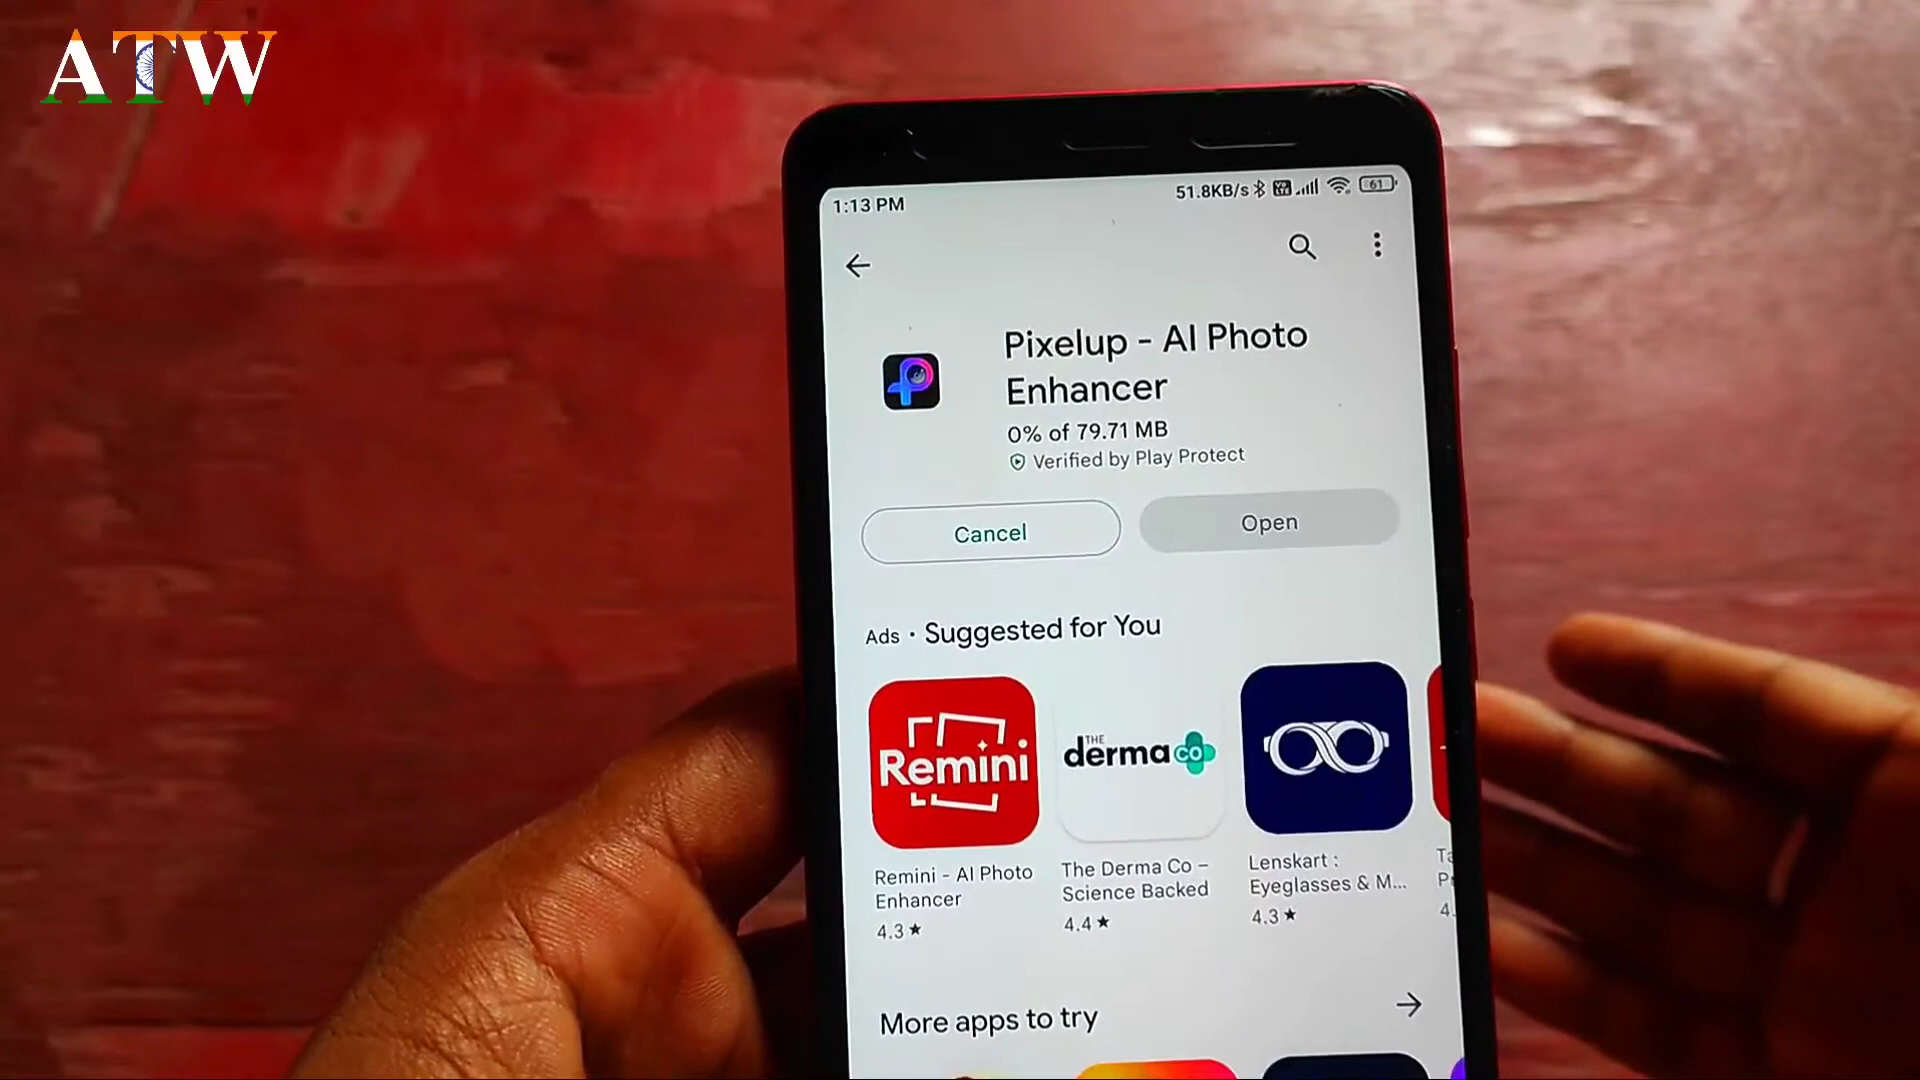 ATW
1:13 PM
51.8KB/s
61
Pixelup - AI Photo
Enhancer
0% of 79.71 MB
Verified by Play Protect
Cancel
Open
Ads • Suggested for You
Remini
THE
derma co
Remini - AI Photo
Enhancer
4.3★
The Derma Co –
Science Backed
4.4★
Lenskart :
Eyeglasses & M...
4.3★
4.
More apps to try